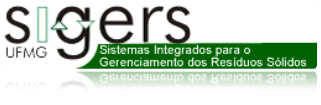 sigers
UFMG
Sistemas Integrados para o
Gerenciamento dos Resíduos Sólidos